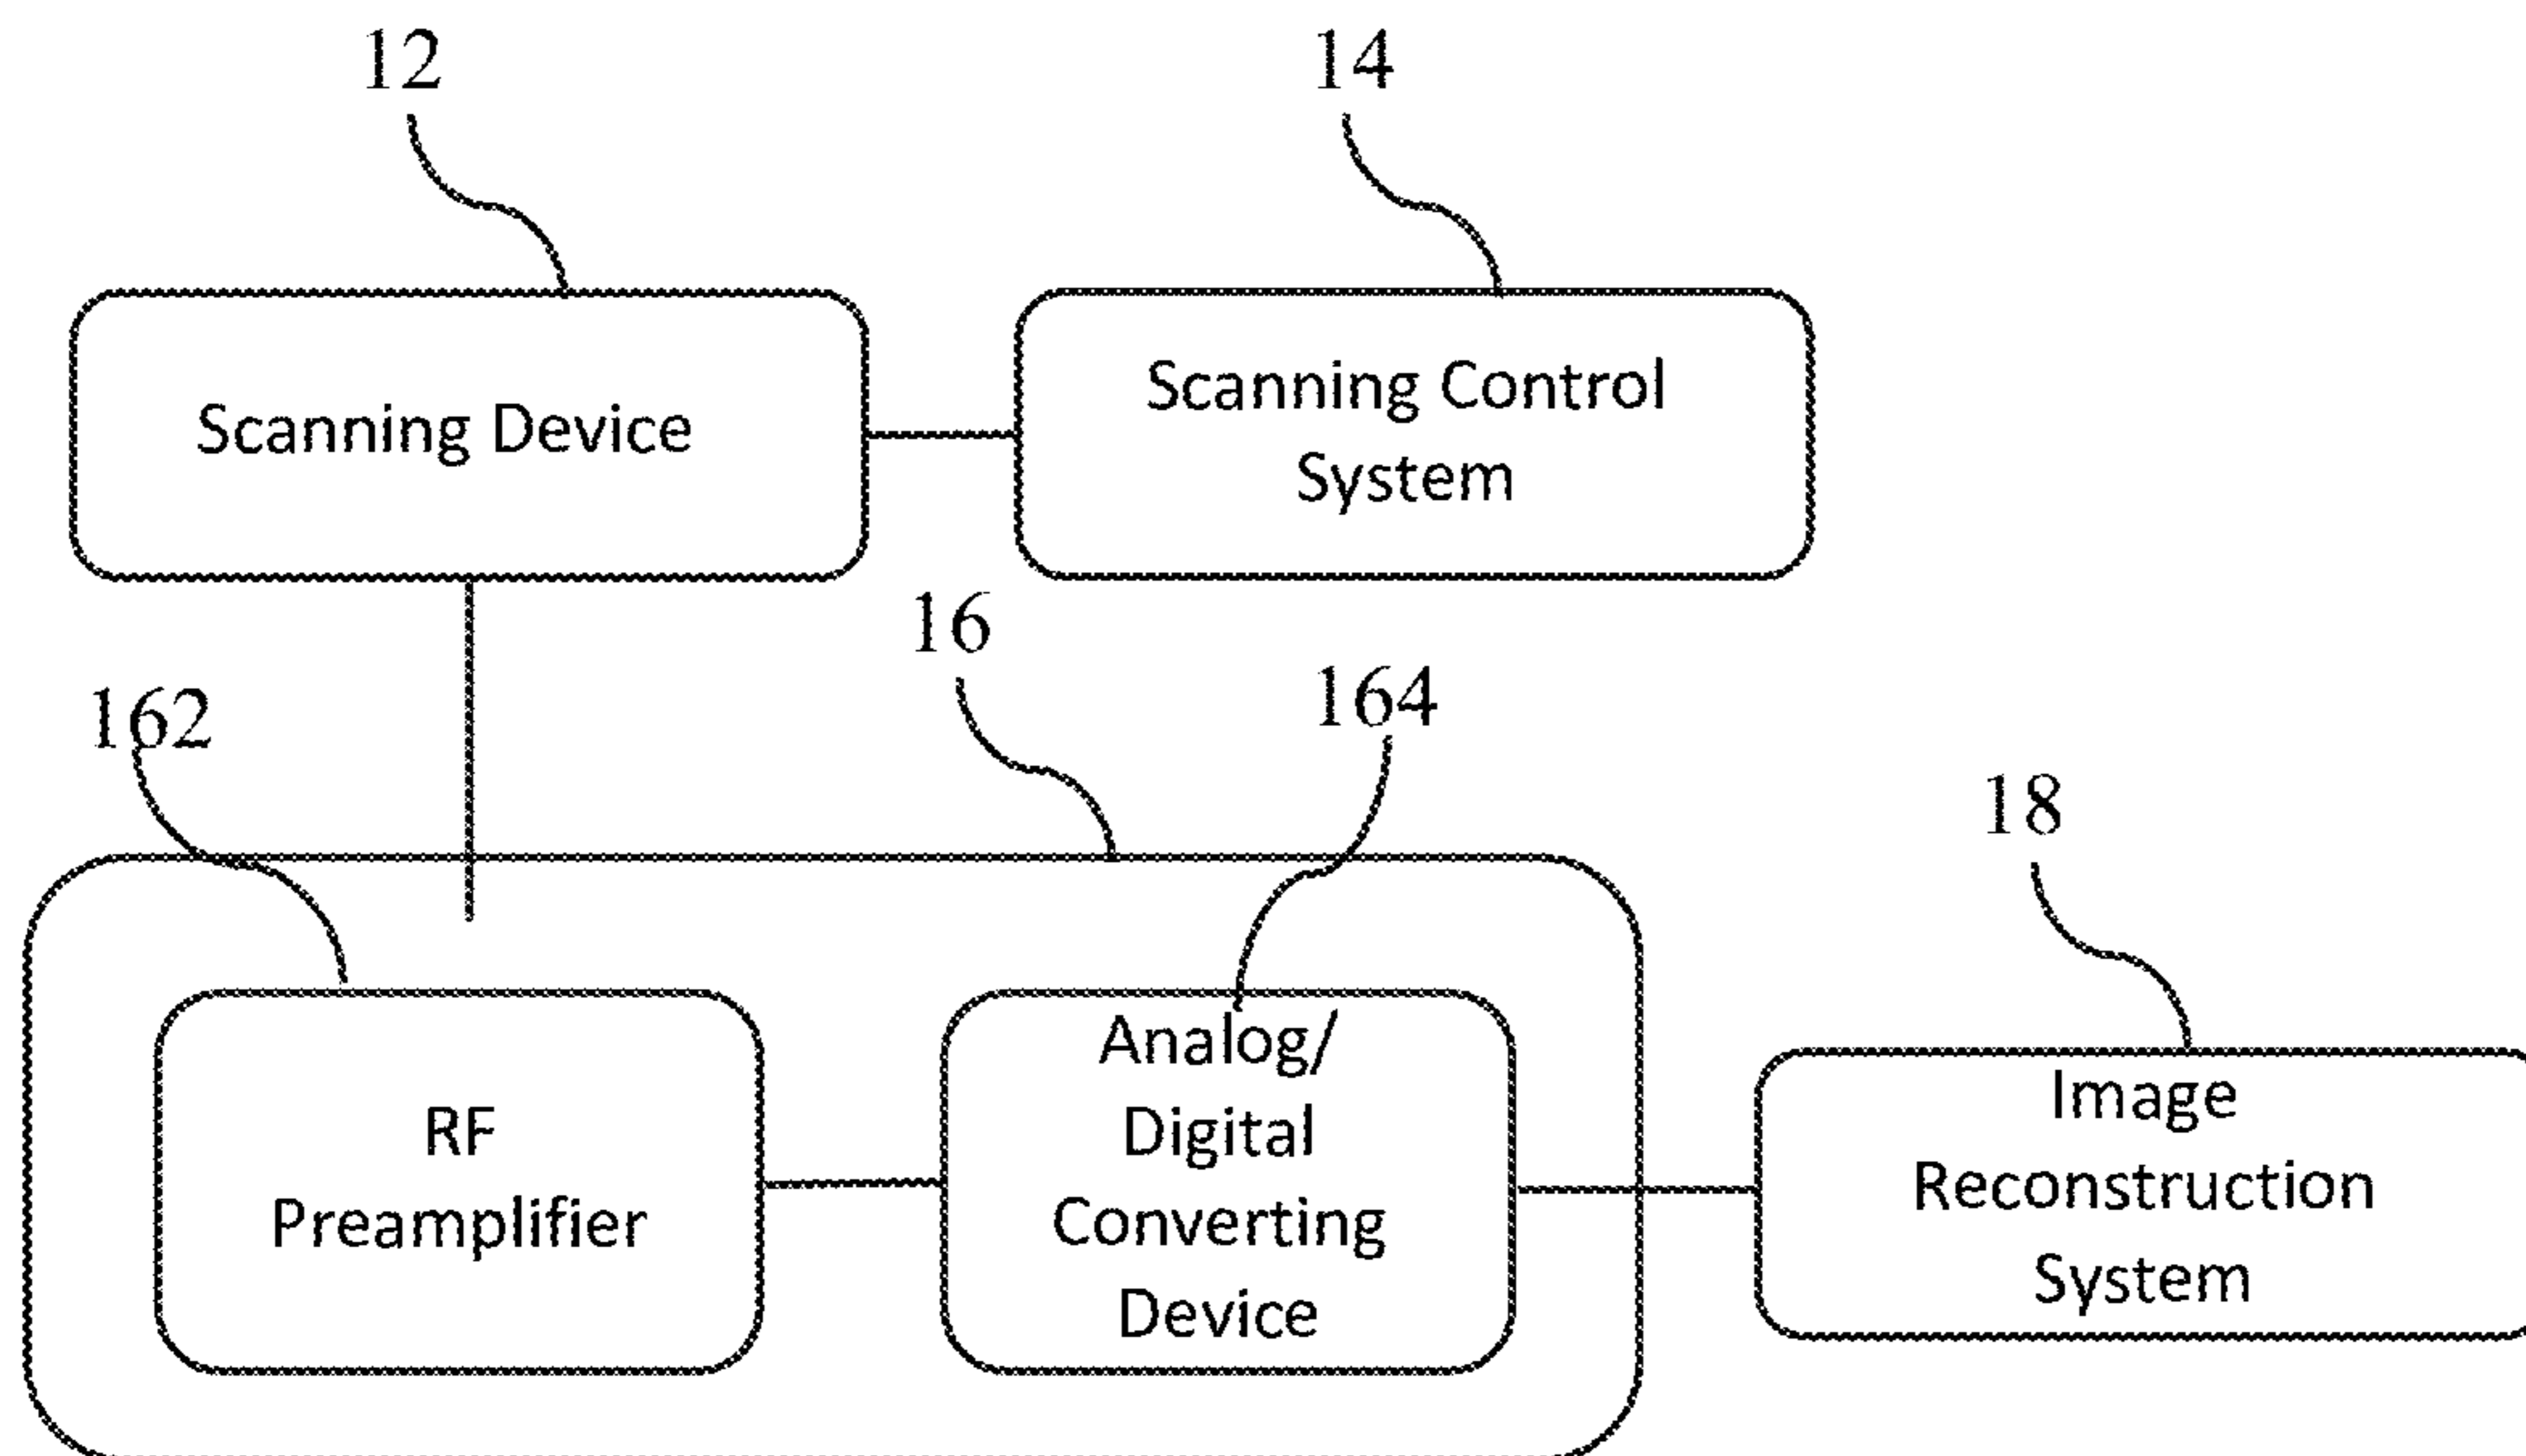 12
14
Scanning Device
Scanning Control
System
16
162
164
18
RF
Preamplifier
Analog/
Digital
Converting
Device
Image
Reconstruction
System